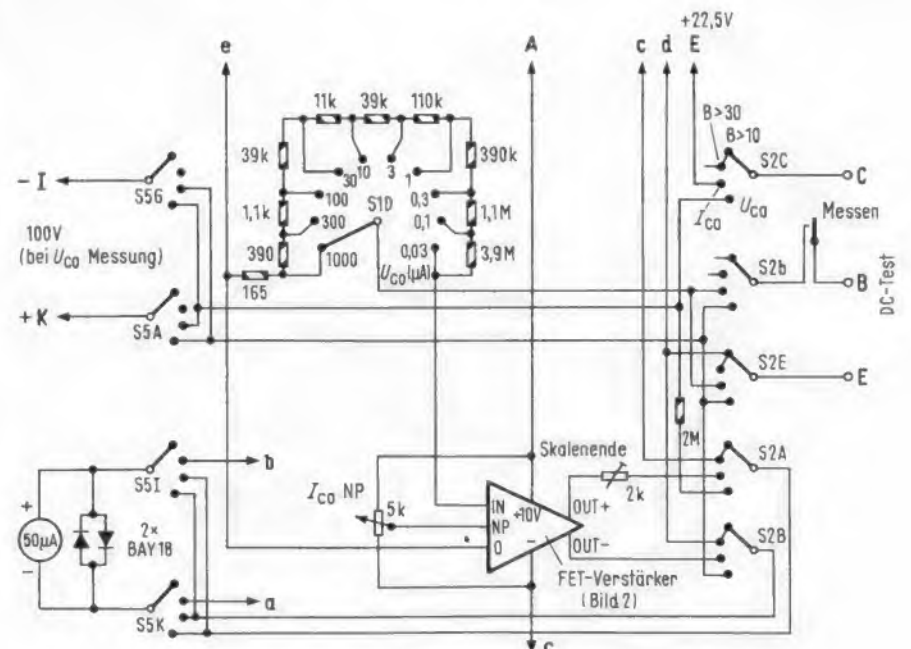 +22,5V
e
A
c
d
E
11k
39k
110k
B>30
B>10
S2C
C
39k
10
3
390k
30
1
-I
S5G
100
0,3
I_CO
U_CO
1,1k
S1D
0,1
1,1M
Messen
300
100V
(bei U_CO Messung)
390
1000
0,03
3,9M
U_CO(µA)
S2b
B
165
DC-Test
+K
S5A
S2E
E
2M
Skalenende
S2A
S5I
b
I_CO NP
2k
5k
IN
+10V
OUT+
+
NP
50µA
2×
BAY18
0
-
OUT-
S2B
-
FET-Verstärker
(Bild 2)
a
S5K